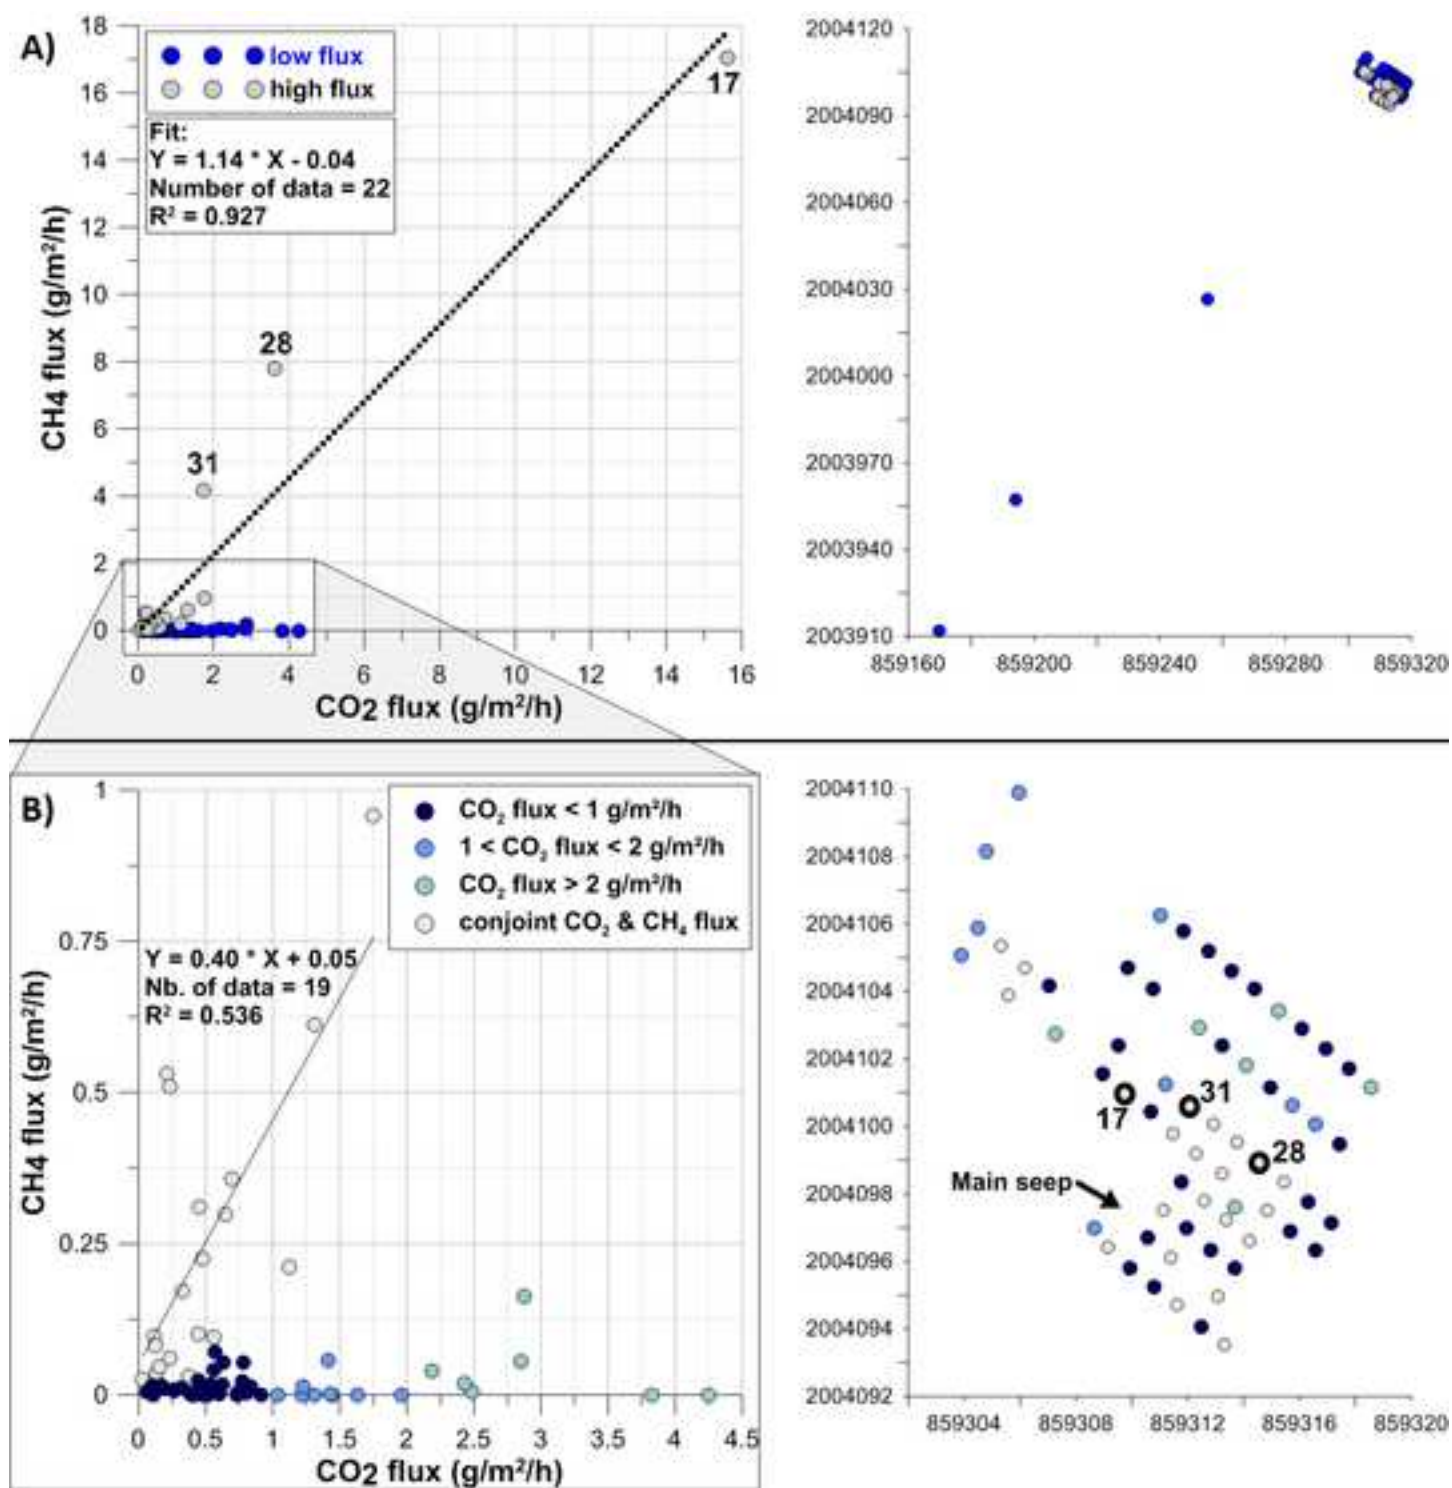 A)
low flux
high flux
Fit:
Y = 1.14 * X - 0.04
Number of data = 22
R² = 0.927
17
28
31
18
16
14
12
10
8
6
4
2
0
CH4 flux (g/m²/h)
0 2 4 6 8 10 12 14 16
CO2 flux (g/m²/h)
2004120
2004090
2004060
2004030
2004000
2003970
2003940
2003910
859160 859200 859240 859280 859320
B)
CO₂ flux < 1 g/m²/h
1 < CO₂ flux < 2 g/m²/h
CO₂ flux > 2 g/m²/h
conjoint CO₂ & CH₄ flux
Y = 0.40 * X + 0.05
Nb. of data = 19
R² = 0.536
1
0.75
0.5
0.25
0
CH4 flux (g/m²/h)
0 0.5 1 1.5 2 2.5 3 3.5 4 4.5
CO2 flux (g/m²/h)
2004110
2004108
2004106
2004104
2004102
2004100
2004098
2004096
2004094
2004092
17
31
28
Main seep
859304 859308 859312 859316 859320